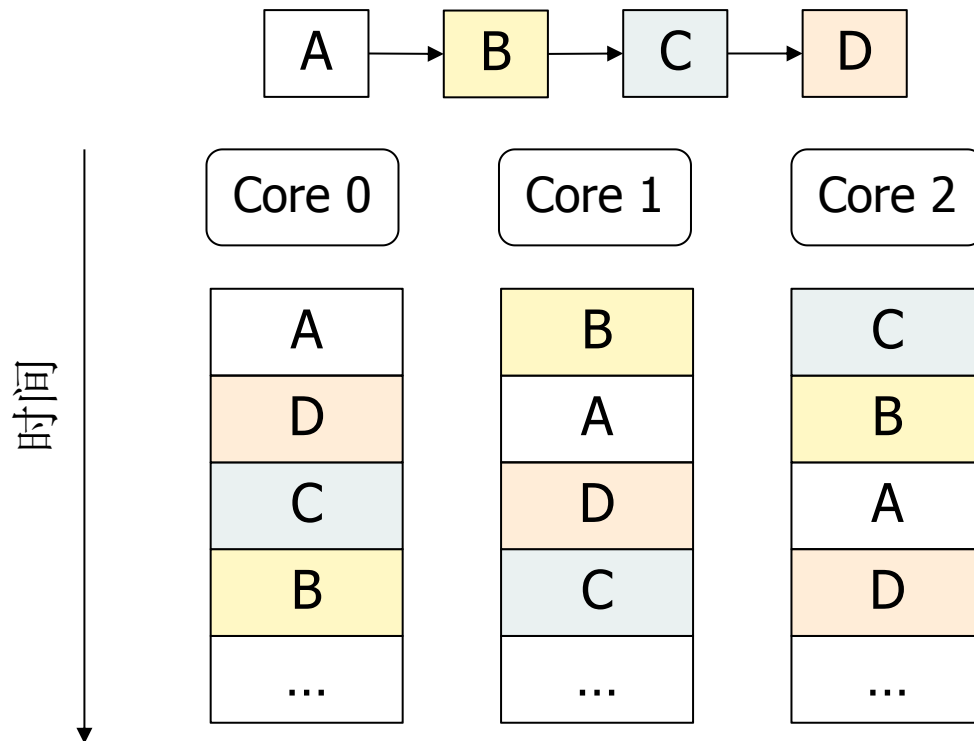 A B C D
Core 0 Core 1 Core 2
A B C
D A B
C D A
B C D
... ... ...
时间